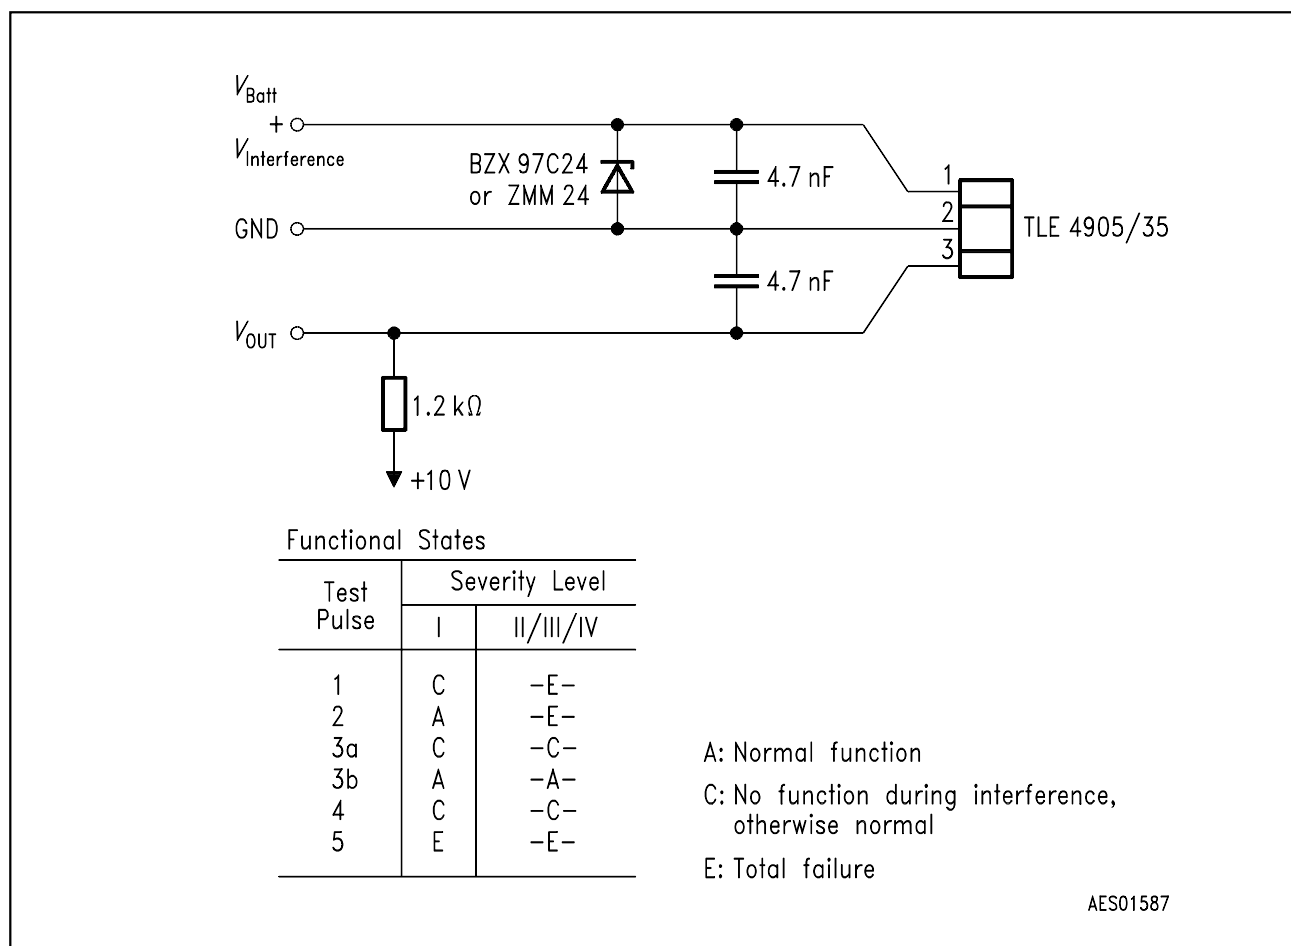 V_Batt
+
V_Interference
BZX 97C24
or ZMM 24
4.7 nF
1
2
TLE 4905/35
GND
3
4.7 nF
V_OUT
1.2 kΩ
+10 V
Functional States
Test Pulse
Severity Level
I II/III/IV
1 C –E–
2 A –E–
3a C –C–
3b A –A–
4 C –C–
5 E –E–
A: Normal function
C: No function during interference,
otherwise normal
E: Total failure
AES01587